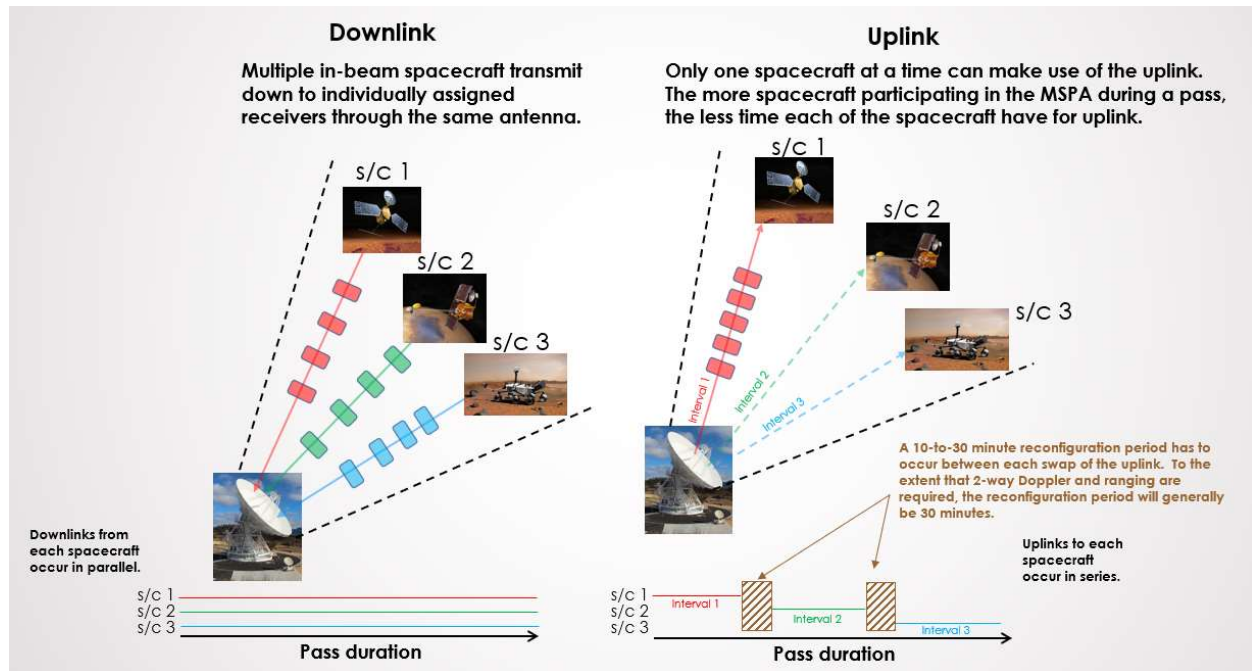 Downlink
Multiple in-beam spacecraft transmit
down to individually assigned
receivers through the same antenna.
s/c 1
s/c 2
s/c 3
Downlinks from
each spacecraft
occur in parallel.
s/c 1
s/c 2
s/c 3
Pass duration
Uplink
Only one spacecraft at a time can make use of the uplink.
The more spacecraft participating in the MSPA during a pass,
the less time each of the spacecraft have for uplink.
s/c 1
s/c 2
s/c 3
Interval 1
Interval 2
Interval 3
A 10-to-30 minute reconfiguration period has to
occur between each swap of the uplink. To the
extent that 2-way Doppler and ranging are
required, the reconfiguration period will generally
be 30 minutes.
Uplinks to each
spacecraft
occur in series.
s/c 1
s/c 2
s/c 3
Interval 1
Interval 2
Interval 3
Pass duration